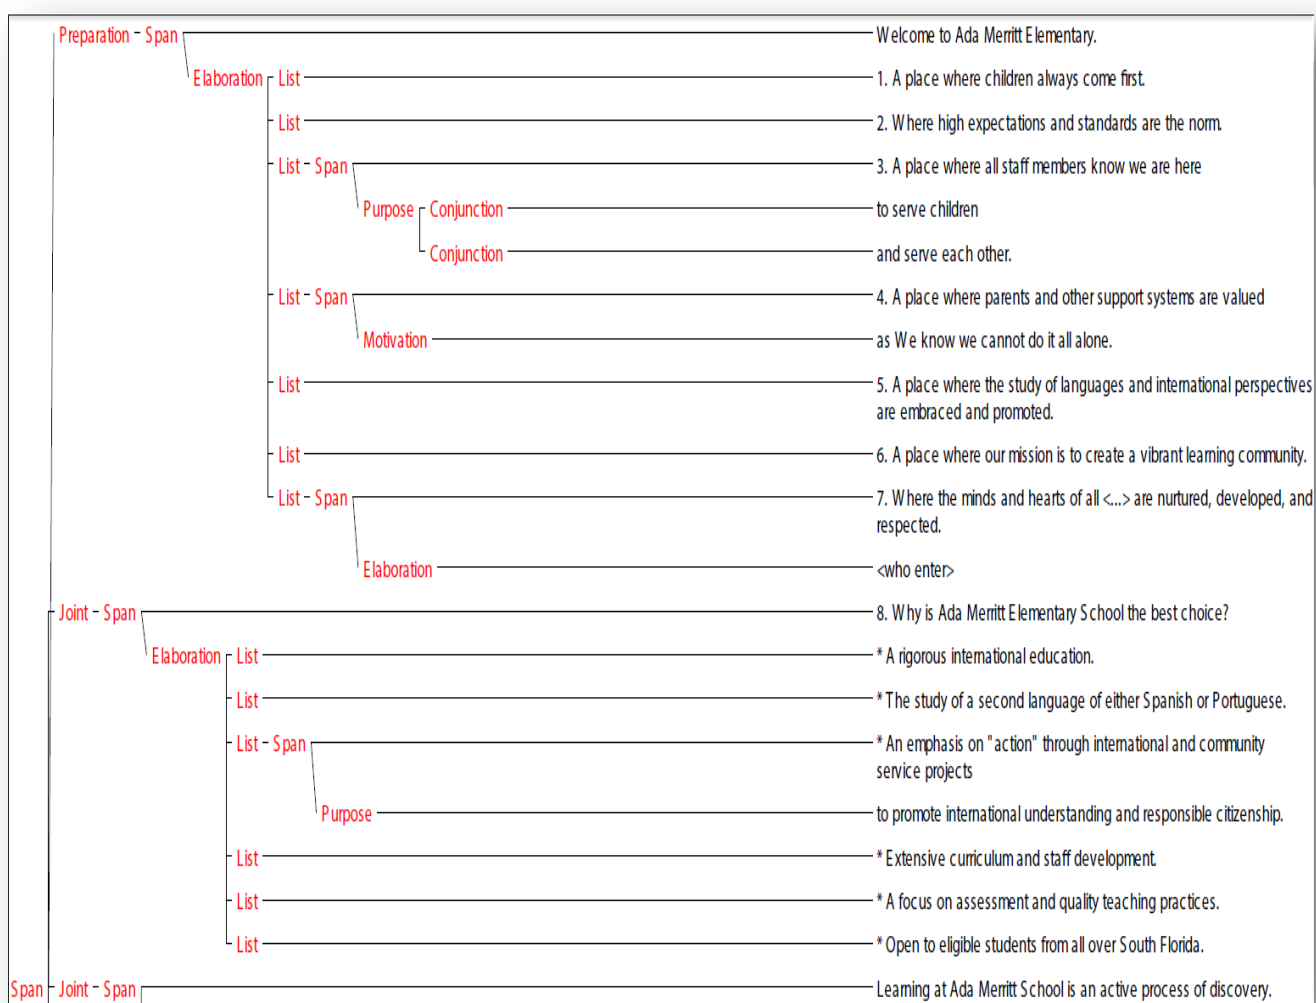 Preparation - Span Welcome to Ada Merritt Elementary.
Elaboration List 1. A place where children always come first.
List 2. Where high expectations and standards are the norm.
List - Span 3. A place where all staff members know we are here
Purpose Conjunction to serve children
Conjunction and serve each other.
List - Span 4. A place where parents and other support systems are valued
Motivation as We know we cannot do it all alone.
List 5. A place where the study of languages and international perspectives
are embraced and promoted.
List 6. A place where our mission is to create a vibrant learning community.
List - Span 7. Where the minds and hearts of all <...> are nurtured, developed, and
respected.
Elaboration <who enter>
Joint - Span 8. Why is Ada Merritt Elementary School the best choice?
Elaboration List * A rigorous international education.
List * The study of a second language of either Spanish or Portuguese.
List - Span * An emphasis on "action" through international and community
service projects
Purpose to promote international understanding and responsible citizenship.
List * Extensive curriculum and staff development.
List * A focus on assessment and quality teaching practices.
List * Open to eligible students from all over South Florida.
Span Joint - Span Learning at Ada Merritt School is an active process of discovery.